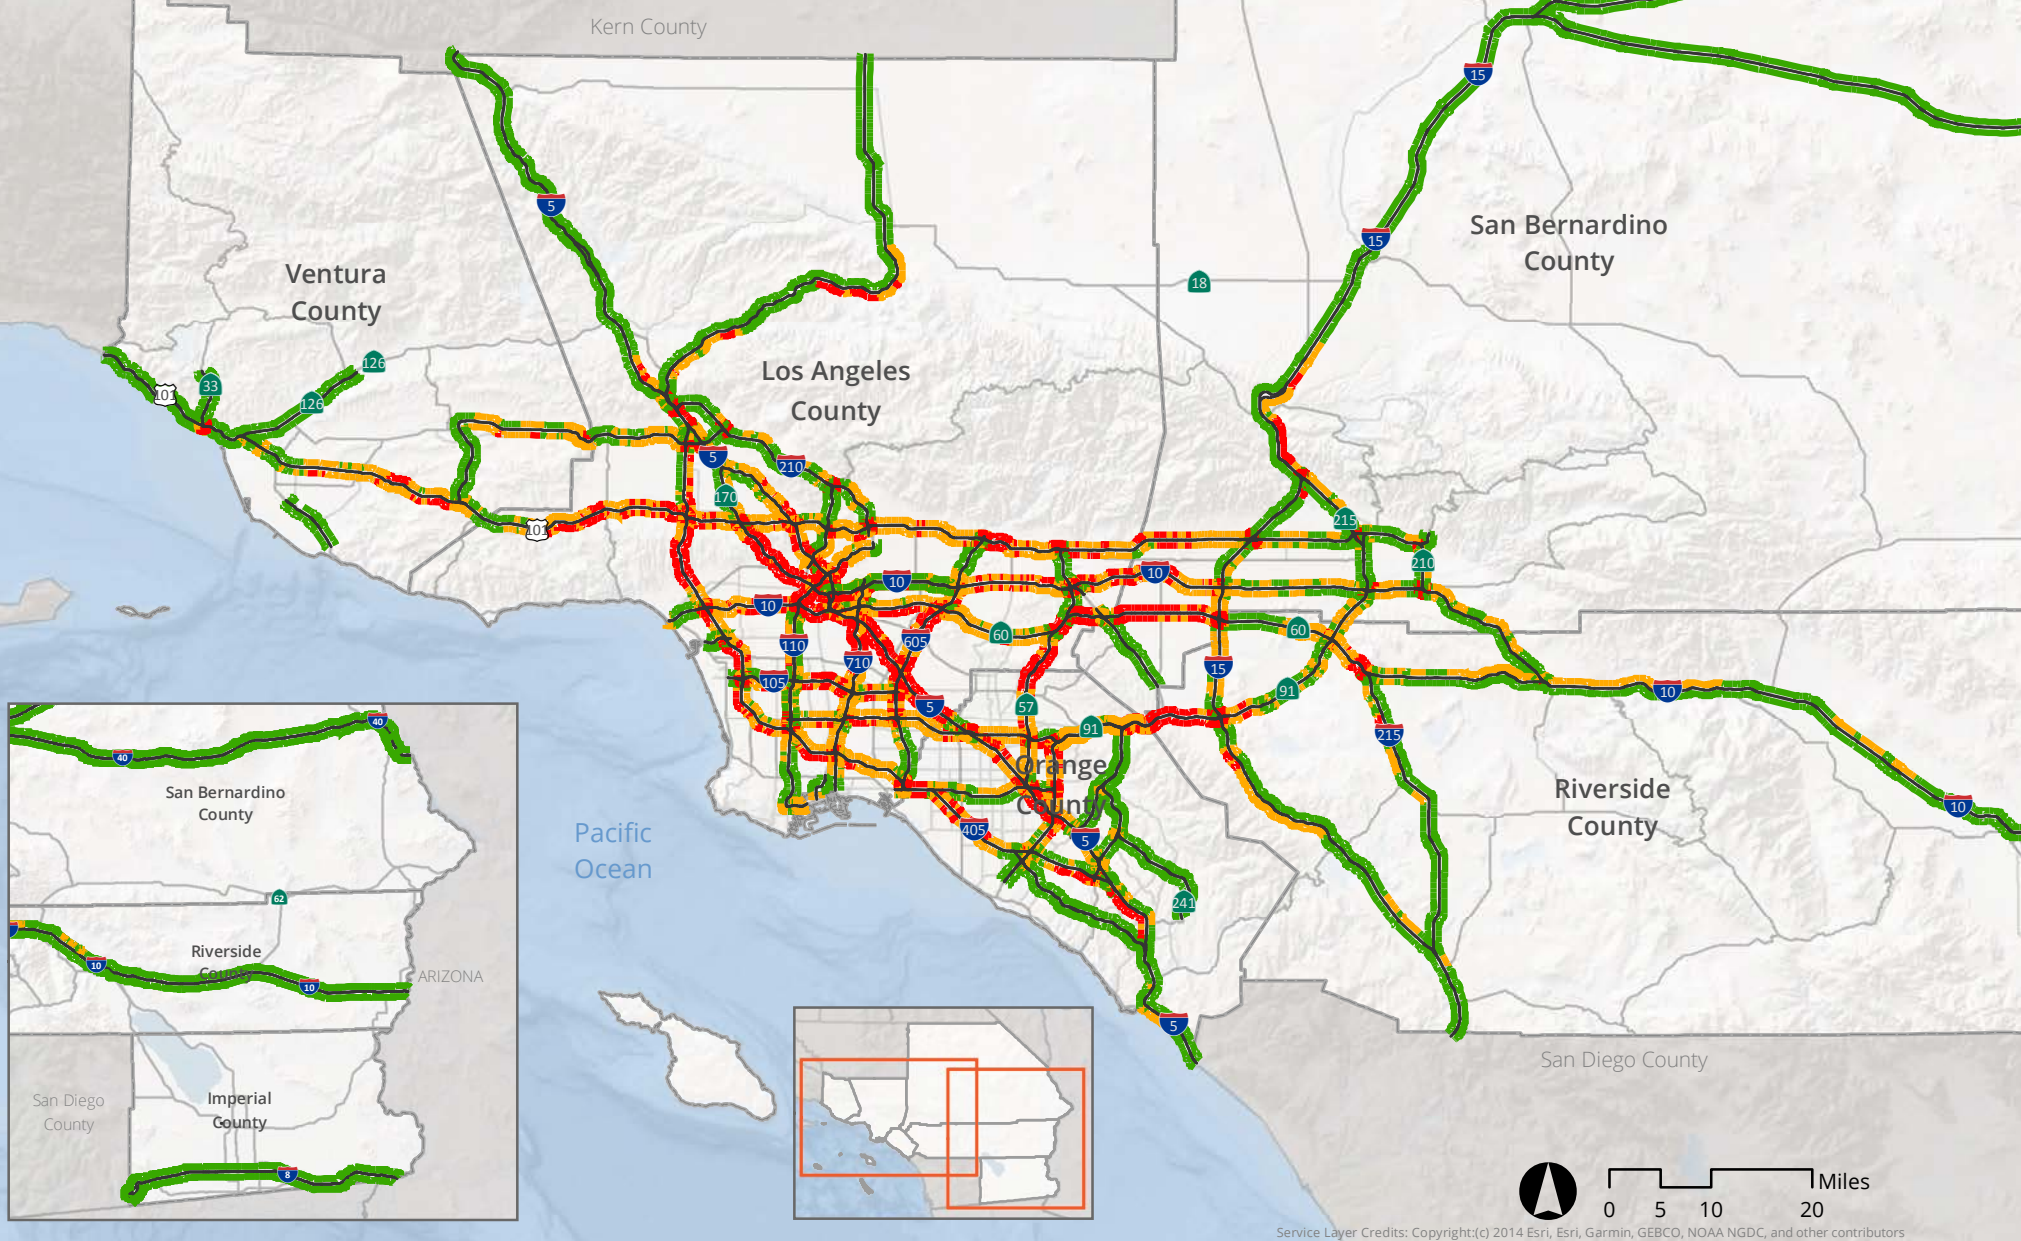 Kern County
15
5
15
San Bernardino
County
Ventura
County
18
126
Los Angeles
County
33
101
126
5
210
170
101
215
210
10
10
10
110
605
60
60
710
105
15
91
5
57
91
10
215
Orange
County
Riverside
County
10
Pacific
Ocean
405
5
241
5
San Diego County
40
40
San Bernardino
County
62
Riverside
County
10
10
ARIZONA
San Diego
County
Imperial
County
8
Miles
0 5 10 20
Service Layer Credits: Copyright:(c) 2014 Esri, Esri, Garmin, GEBCO, NOAA NGDC, and other contributors